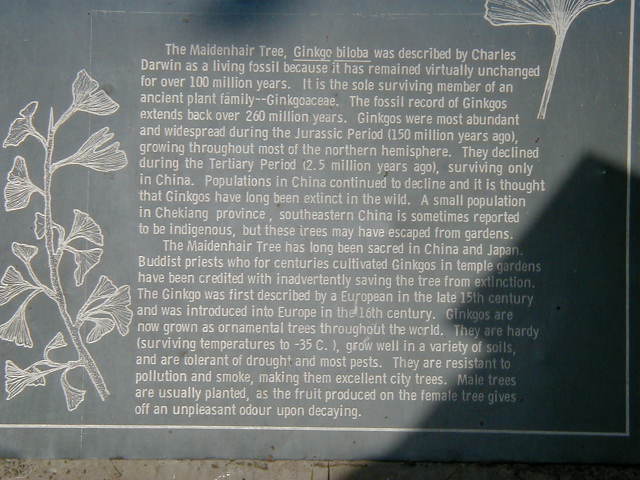 The Maidenhair Tree, Ginkgo biloba was described by Charles
Darwin as a living fossil because it has remained virtually unchanged
for over 100 million years. It is the sole surviving member of an
ancient plant family--Ginkgoaceae. The fossil record of Ginkgos
extends back over 260 million years. Ginkgos were most abundant
and widespread during the Jurassic Period (150 million years ago),
growing throughout most of the northern hemisphere. They declined
during the Tertiary Period (2.5 million years ago), surviving only
in China. Populations in China continued to decline and it is thought
that Ginkgos have long been extinct in the wild. A small population
in Chekiang province, southeastern China is sometimes reported
to be indigenous, but these trees may have escaped from gardens.
The Maidenhair Tree has long been sacred in China and Japan.
Buddist priests who for centuries cultivated Ginkgos in temple gardens
have been credited with inadvertently saving the tree from extinction.
The Ginkgo was first described by a European in the late 15th century
and was introduced into Europe in the 16th century. Ginkgos are
now grown as ornamental trees throughout the world. They are hardy
(surviving temperatures to -35 C.), grow well in a variety of soils,
and are tolerant of drought and most pests. They are resistant to
pollution and smoke, making them excellent city trees. Male trees
are usually planted, as the fruit produced on the female tree gives
off an unpleasant odour upon decaying.